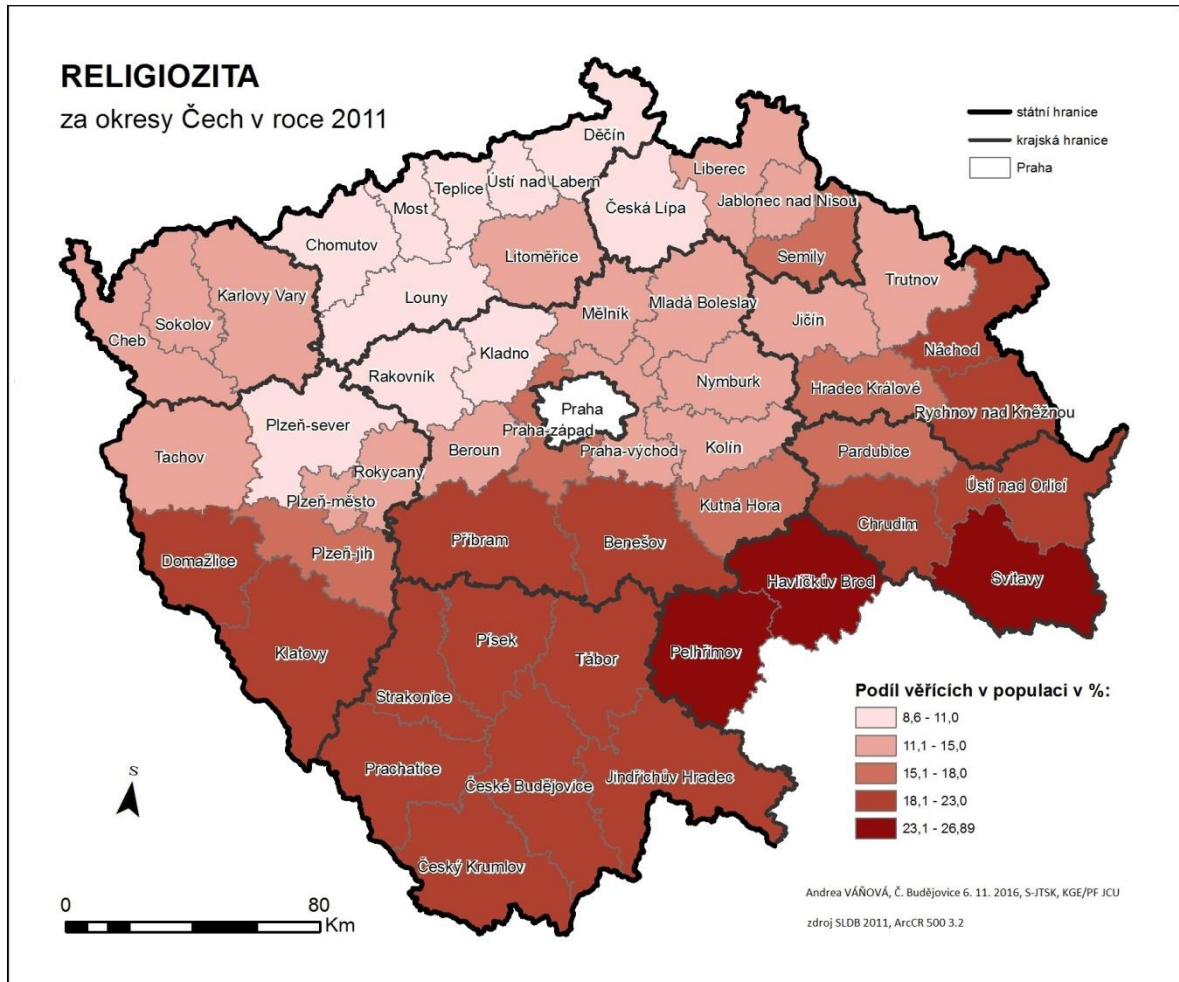 RELIGIOZITA
za okresy Čech v roce 2011
státní hranice
krajská hranice
Praha
Děčín
Ústí nad Labem
Teplice
Most
Česká Lípa
Liberec
Jablonec nad Nisou
Chomutov
Litoměřice
Semily
Trutnov
Karlovy Vary
Louny
Mělník
Mladá Boleslav
Jičín
Sokolov
Cheb
Kladno
Náchod
Rakovník
Nymburk
Hradec Králové
Praha
Rychnov nad Kněžnou
Plzeň-sever
Praha-západ
Beroun
Praha-východ
Kolín
Pardubice
Tachov
Rokycany
Ústí nad Orlicí
Plzeň-město
Kutná Hora
Chrudim
Příbram
Benešov
Plzeň-jih
Domažlice
Havlíčkův Brod
Svitavy
Písek
Klatovy
Tábor
Pelhřimov
Strakonice
Prachatice
České Budějovice
Jindřichův Hradec
Český Krumlov
Podíl věřících v populaci v %:
8,6 - 11,0
11,1 - 15,0
15,1 - 18,0
18,1 - 23,0
23,1 - 26,89
S
0 80
Km
Andrea VÁŇOVÁ, Č. Budějovice 6. 11. 2016, S-JTSK, KGE/PF JCU
zdroj SLDB 2011, ArcCR 500 3.2